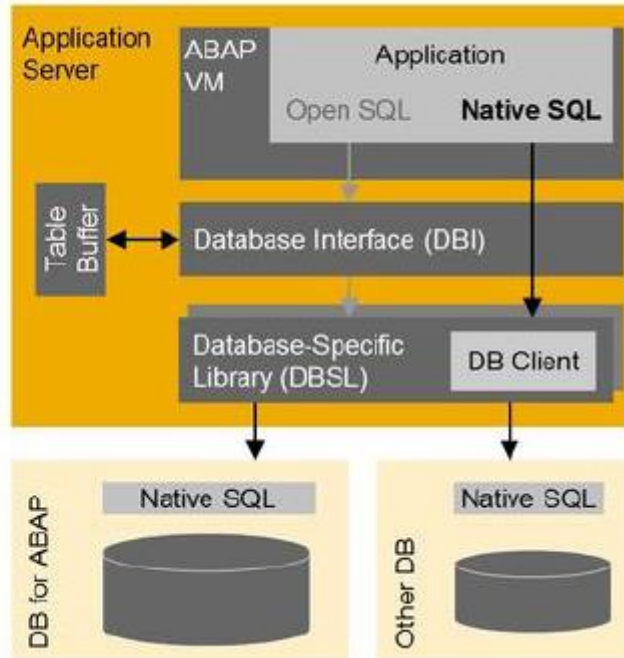 Application
Server
ABAP
VM
Application
Open SQL
Native SQL
Table
Buffer
Database Interface (DBI)
Database-Specific
Library (DBSL)
DB Client
DB for ABAP
Native SQL
Other DB
Native SQL